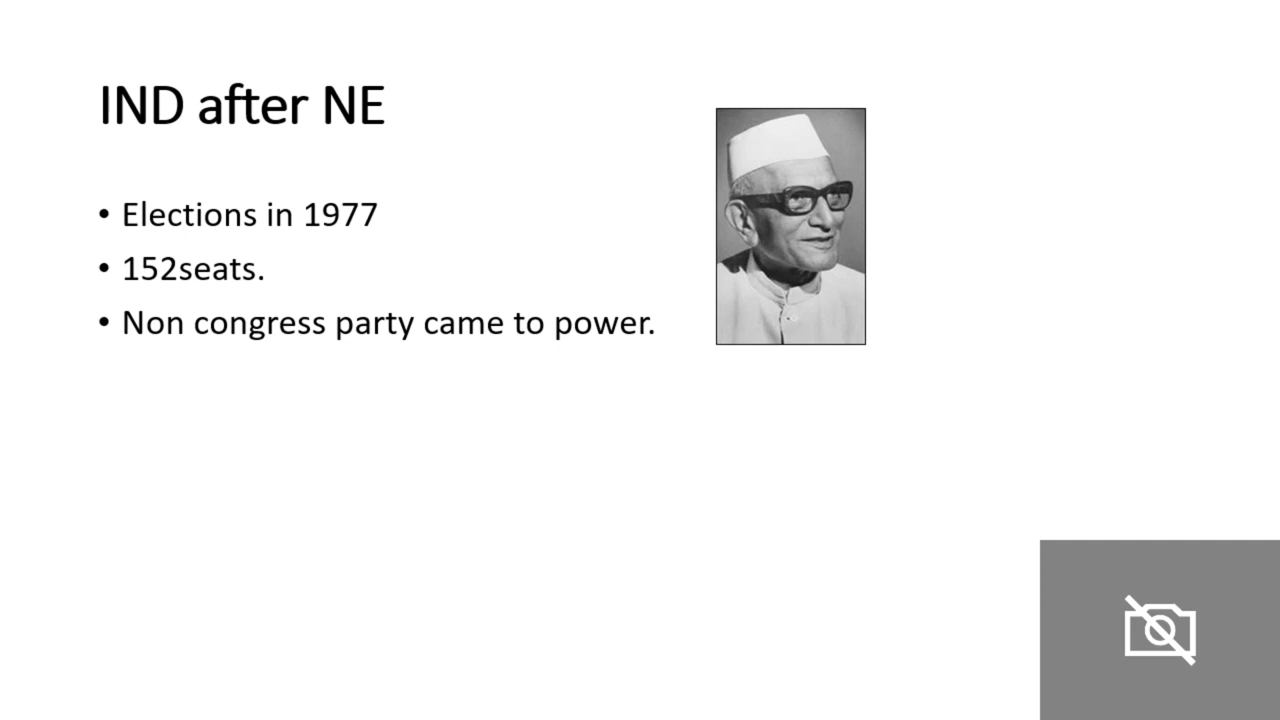 IND after NE
• Elections in 1977
• 152seats.
• Non congress party came to power.